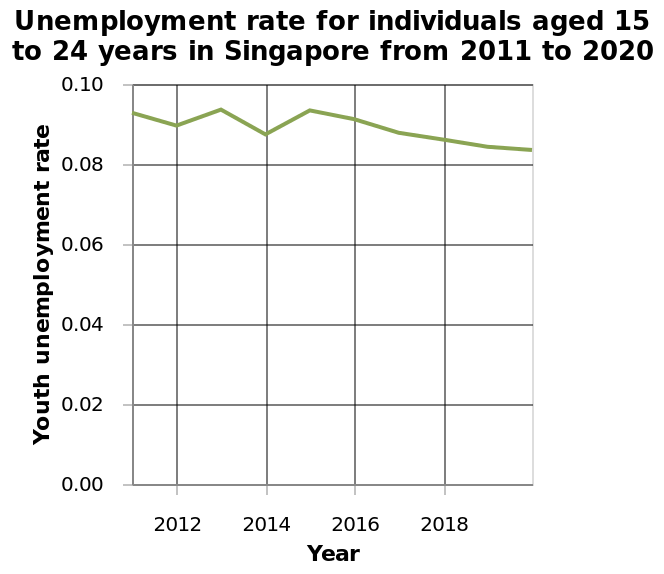 Unemployment rate for individuals aged 15
to 24 years in Singapore from 2011 to 2020
0.10
0.08
0.06
0.04
0.02
0.00
Youth unemployment rate
2012 2014 2016 2018
Year